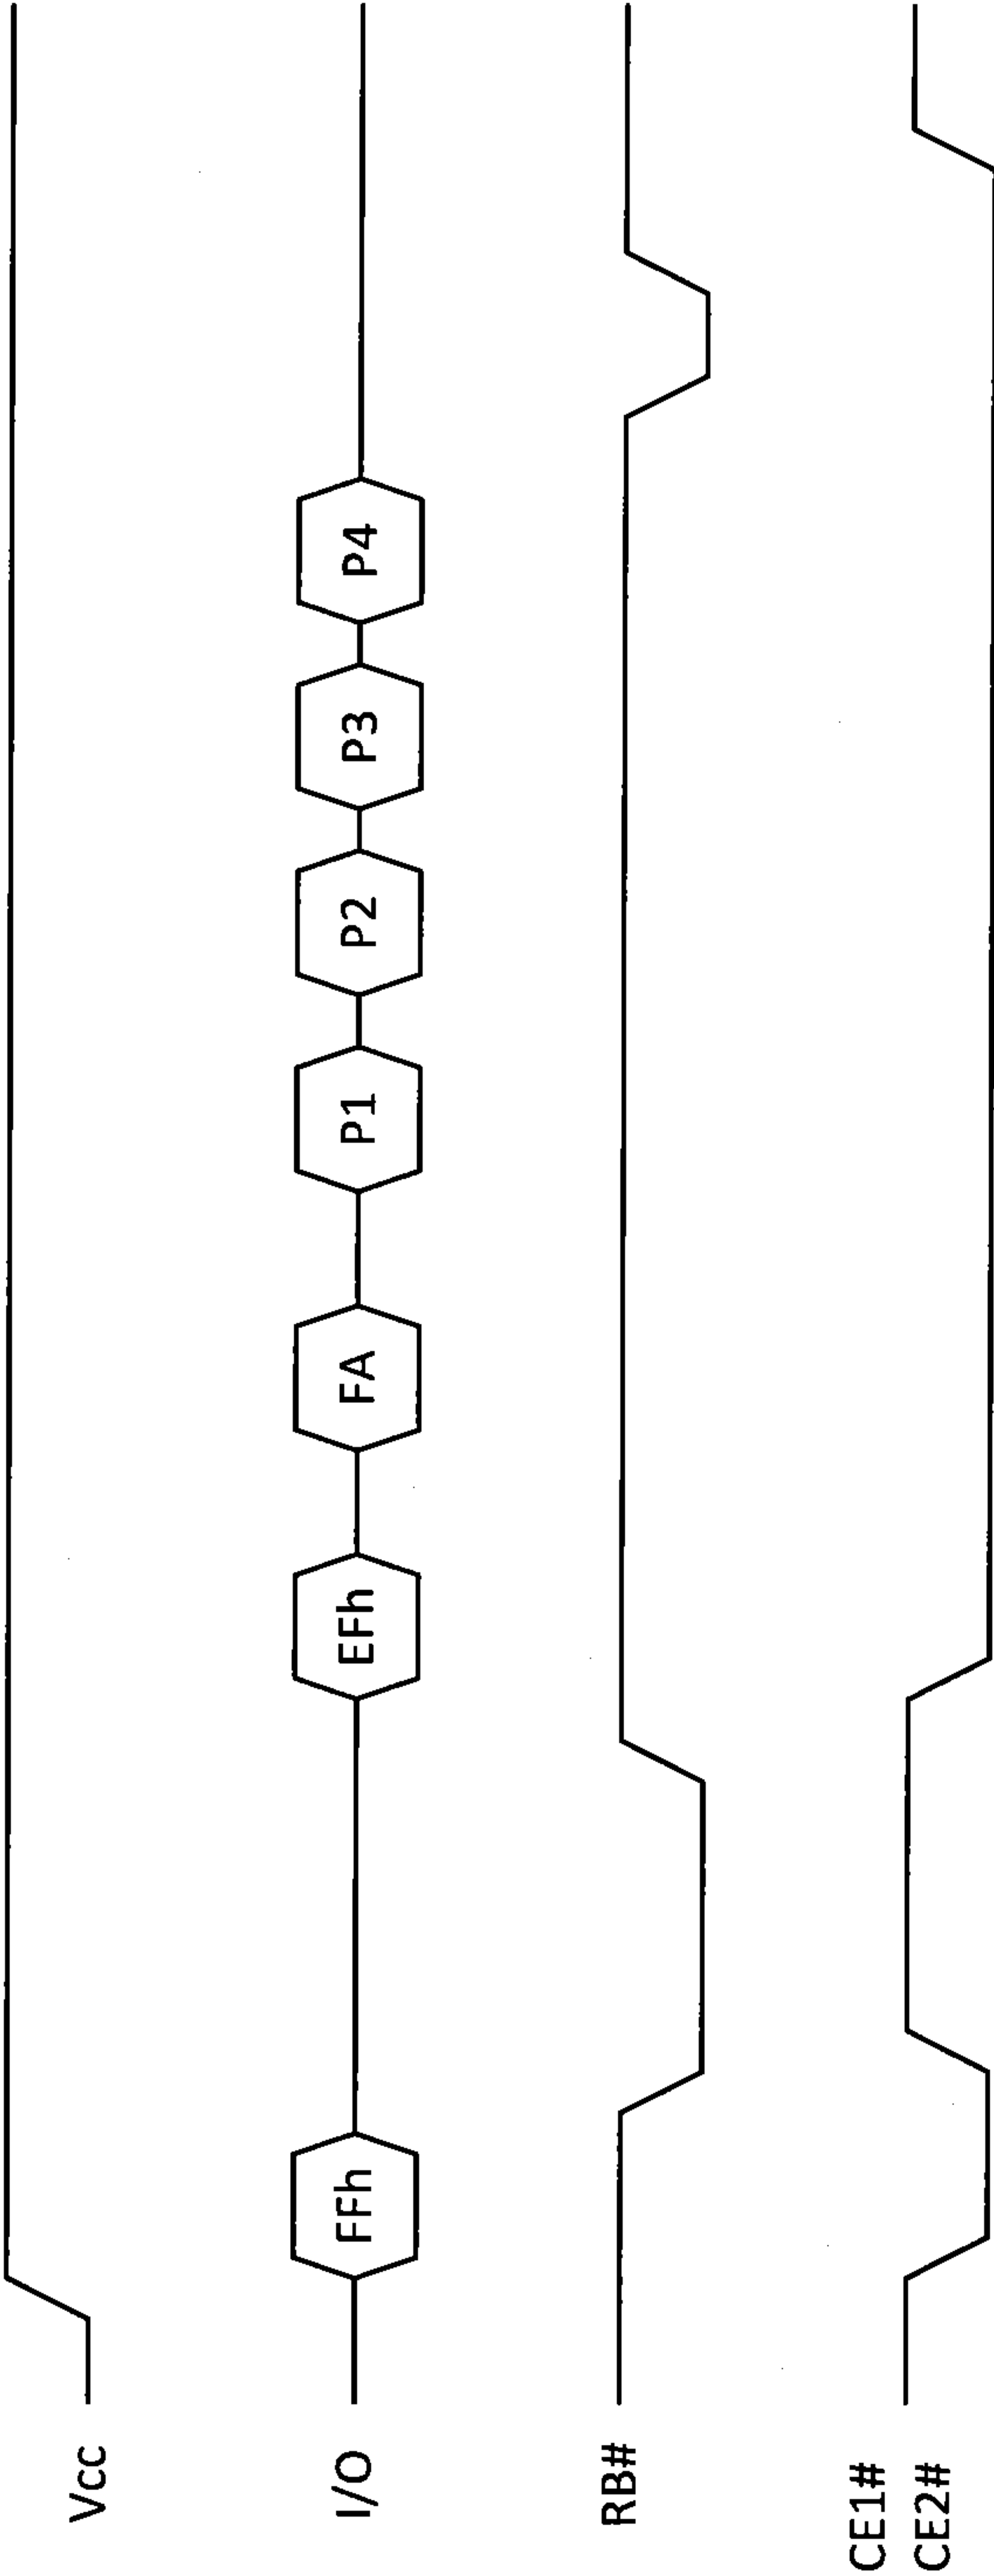 Vcc
I/O
FFh
EFh
FA
P1
P2
P3
P4
RB#
CE1#
CE2#